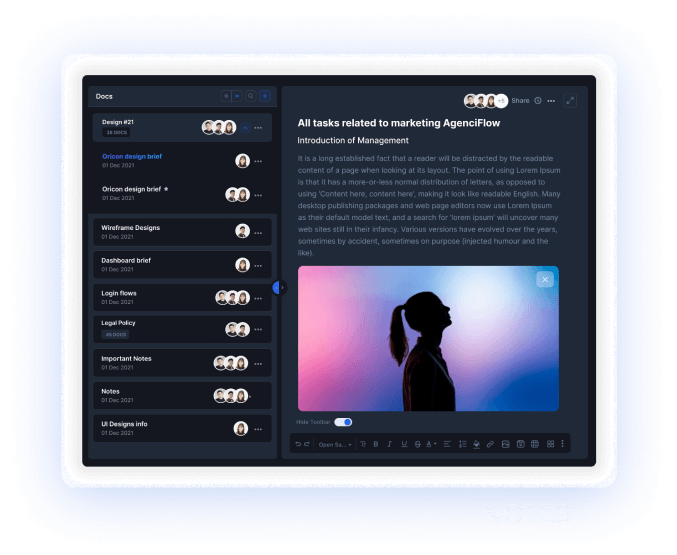 Docs
Design #21
28 DOCS
Oricon design brief
01 Dec 2021
Oricon design brief
01 Dec 2021
Wireframe Designs
01 Dec 2021
Dashboard brief
01 Dec 2021
Login flows
01 Dec 2021
Legal Policy
45 DOCS
Important Notes
01 Dec 2021
Notes
01 Dec 2021
UI Designs info
01 Dec 2021
+5 Share
All tasks related to marketing AgenciFlow
Introduction of Management
It is a long established fact that a reader will be distracted by the readable
content of a page when looking at its layout. The point of using Lorem Ipsum
is that it has a more-or-less normal distribution of letters, as opposed to
using 'Content here, content here', making it look like readable English. Many
desktop publishing packages and web page editors now use Lorem Ipsum
as their default model text, and a search for 'lorem ipsum' will uncover many
web sites still in their infancy. Various versions have evolved over the years,
sometimes by accident, sometimes on purpose (injected humour and the
like).
Hide Toolbar
Open Sa...
B I U S A